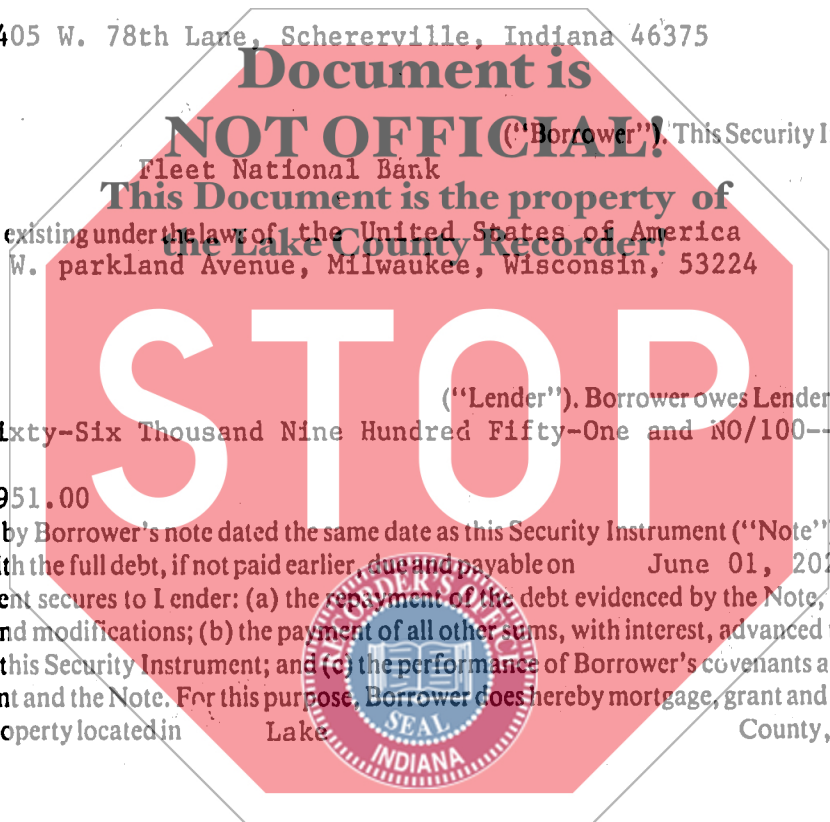 405 W. 78th Lane, Schererville, Indiana 46375
Document is
NOT OFFICIAL!
("Borrower"). This Security I
Fleet National Bank
This Document is the property of
existing under the laws of the United States of America
the Lake County Recorder!
W. parkland Avenue, Milwaukee, Wisconsin, 53224
STOP
("Lender"). Borrower owes Lender
ixty-Six Thousand Nine Hundred Fifty-One and NO/100--
951.00
by Borrower's note dated the same date as this Security Instrument ("Note")
th the full debt, if not paid earlier, due and payable on June 01, 202
ent secures to Lender: (a) the repayment of the debt evidenced by the Note,
nd modifications; (b) the payment of all other sums, with interest, advanced
this Security Instrument; and (c) the performance of Borrower's covenants a
nt and the Note. For this purpose, Borrower does hereby mortgage, grant and
operty located in Lake County,
RECORDER'S OFFICE
SEAL
INDIANA